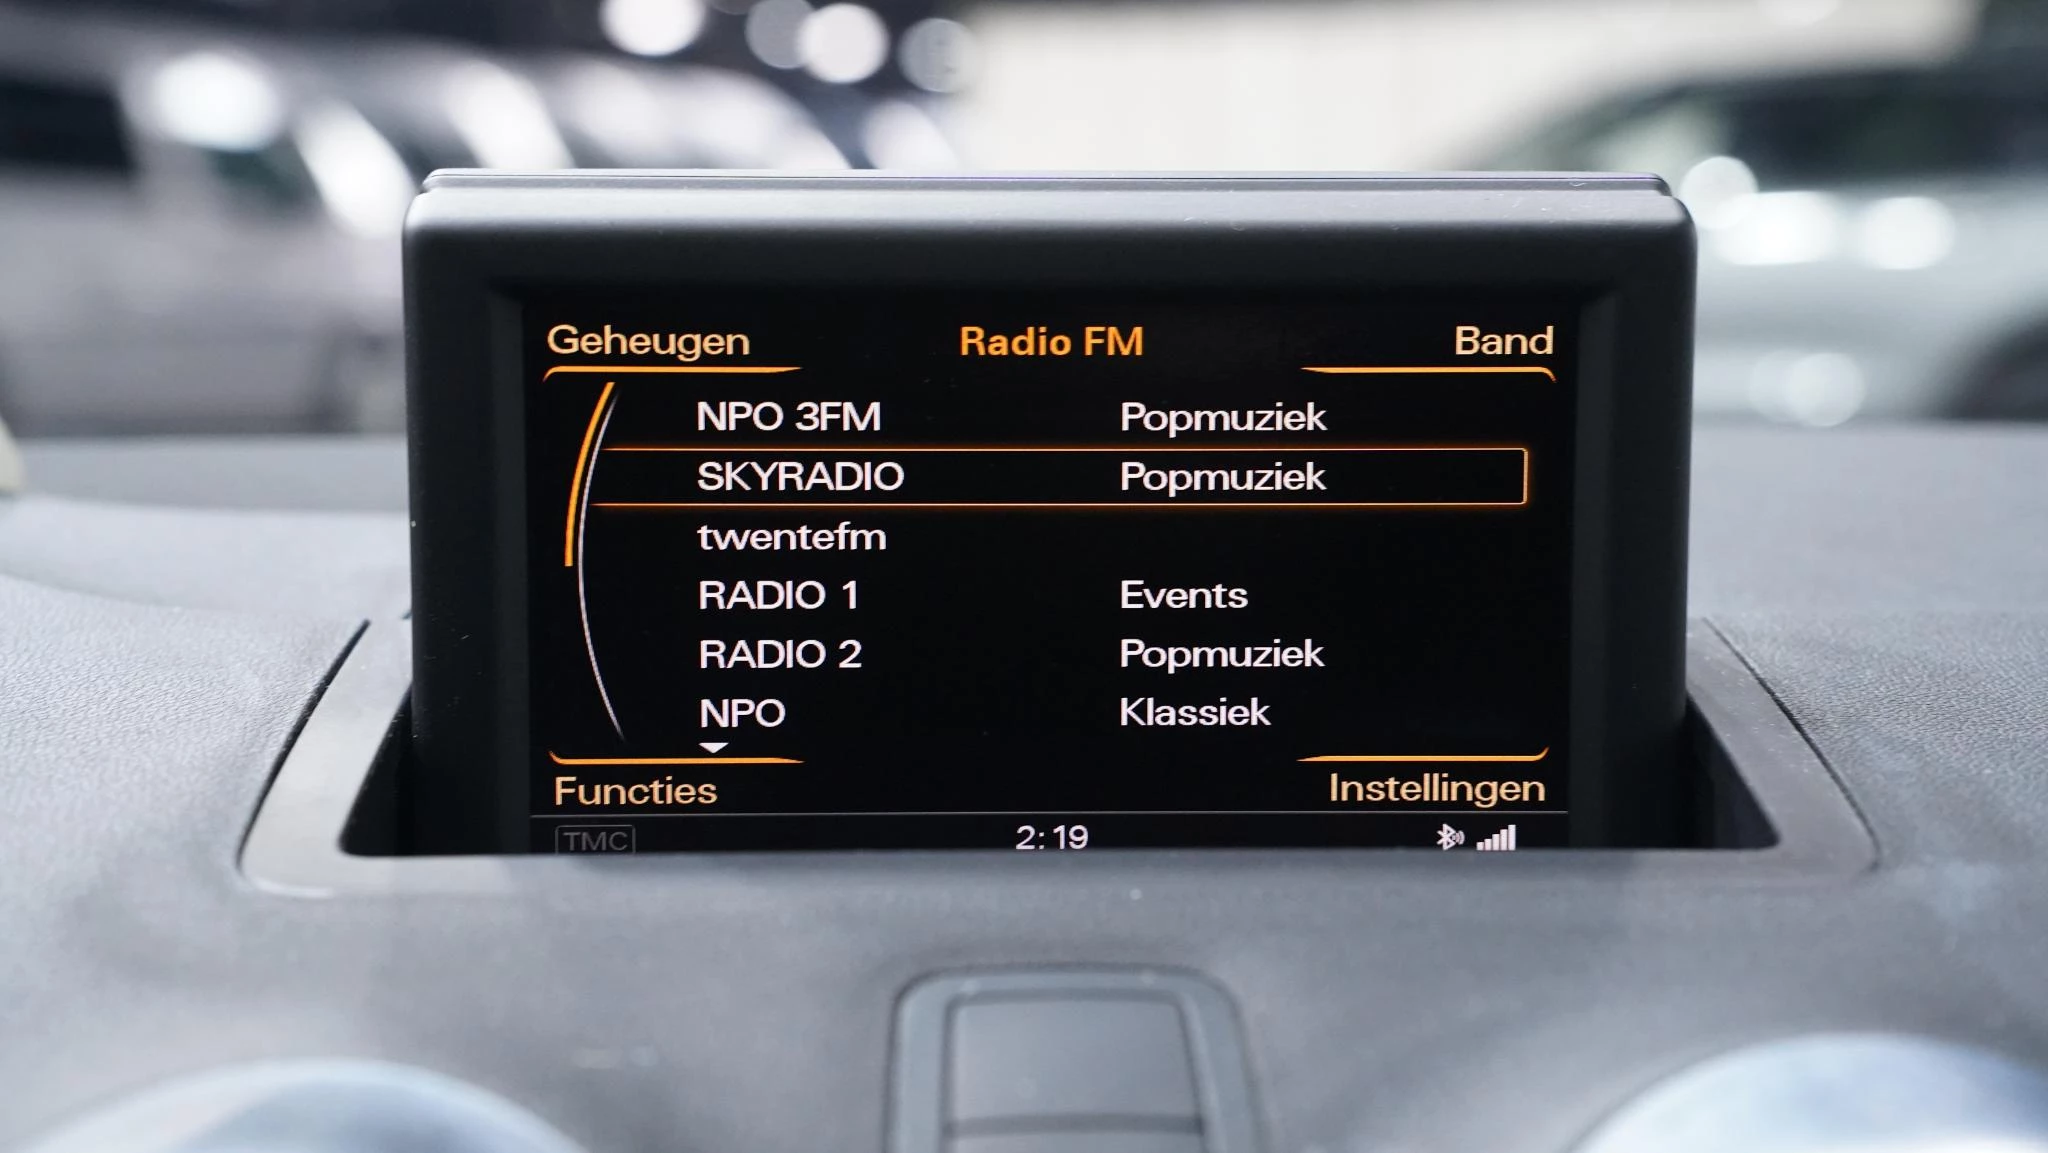 Geheugen Radio FM Band
NPO 3FM Popmuziek
SKYRADIO Popmuziek
twentefm
RADIO 1 Events
RADIO 2 Popmuziek
NPO Klassiek
Functies Instellingen
TMC 2:19